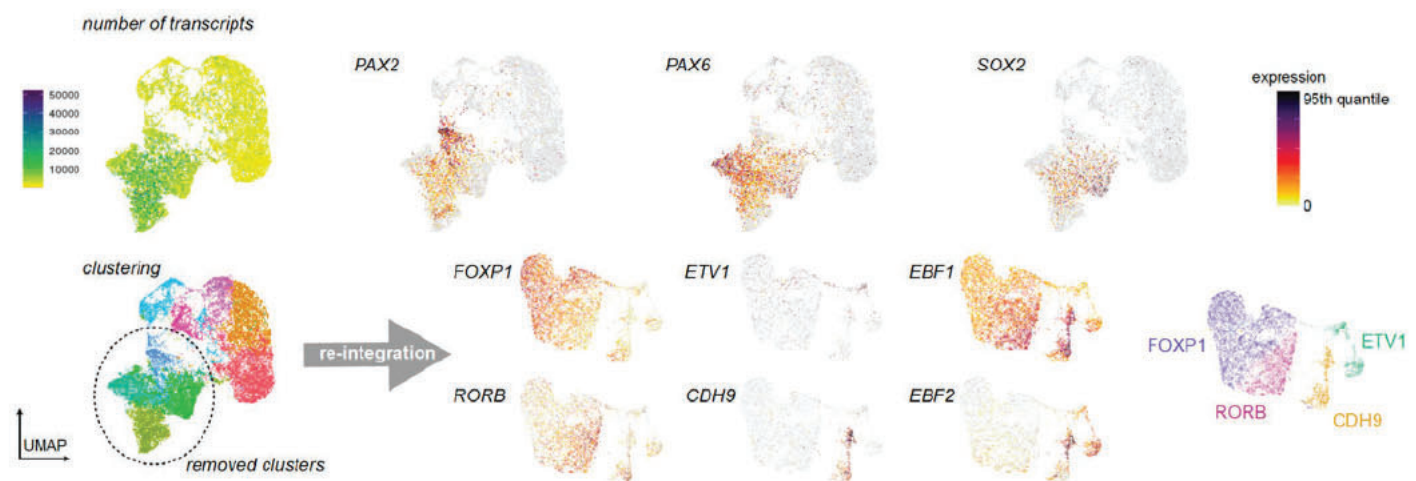 number of transcripts
50000
40000
30000
20000
10000
PAX2
PAX6
SOX2
expression
95th quantile
0
clustering
UMAP
removed clusters
re-integration
FOXP1
ETV1
EBF1
RORB
CDH9
EBF2
FOXP1
ETV1
RORB
CDH9